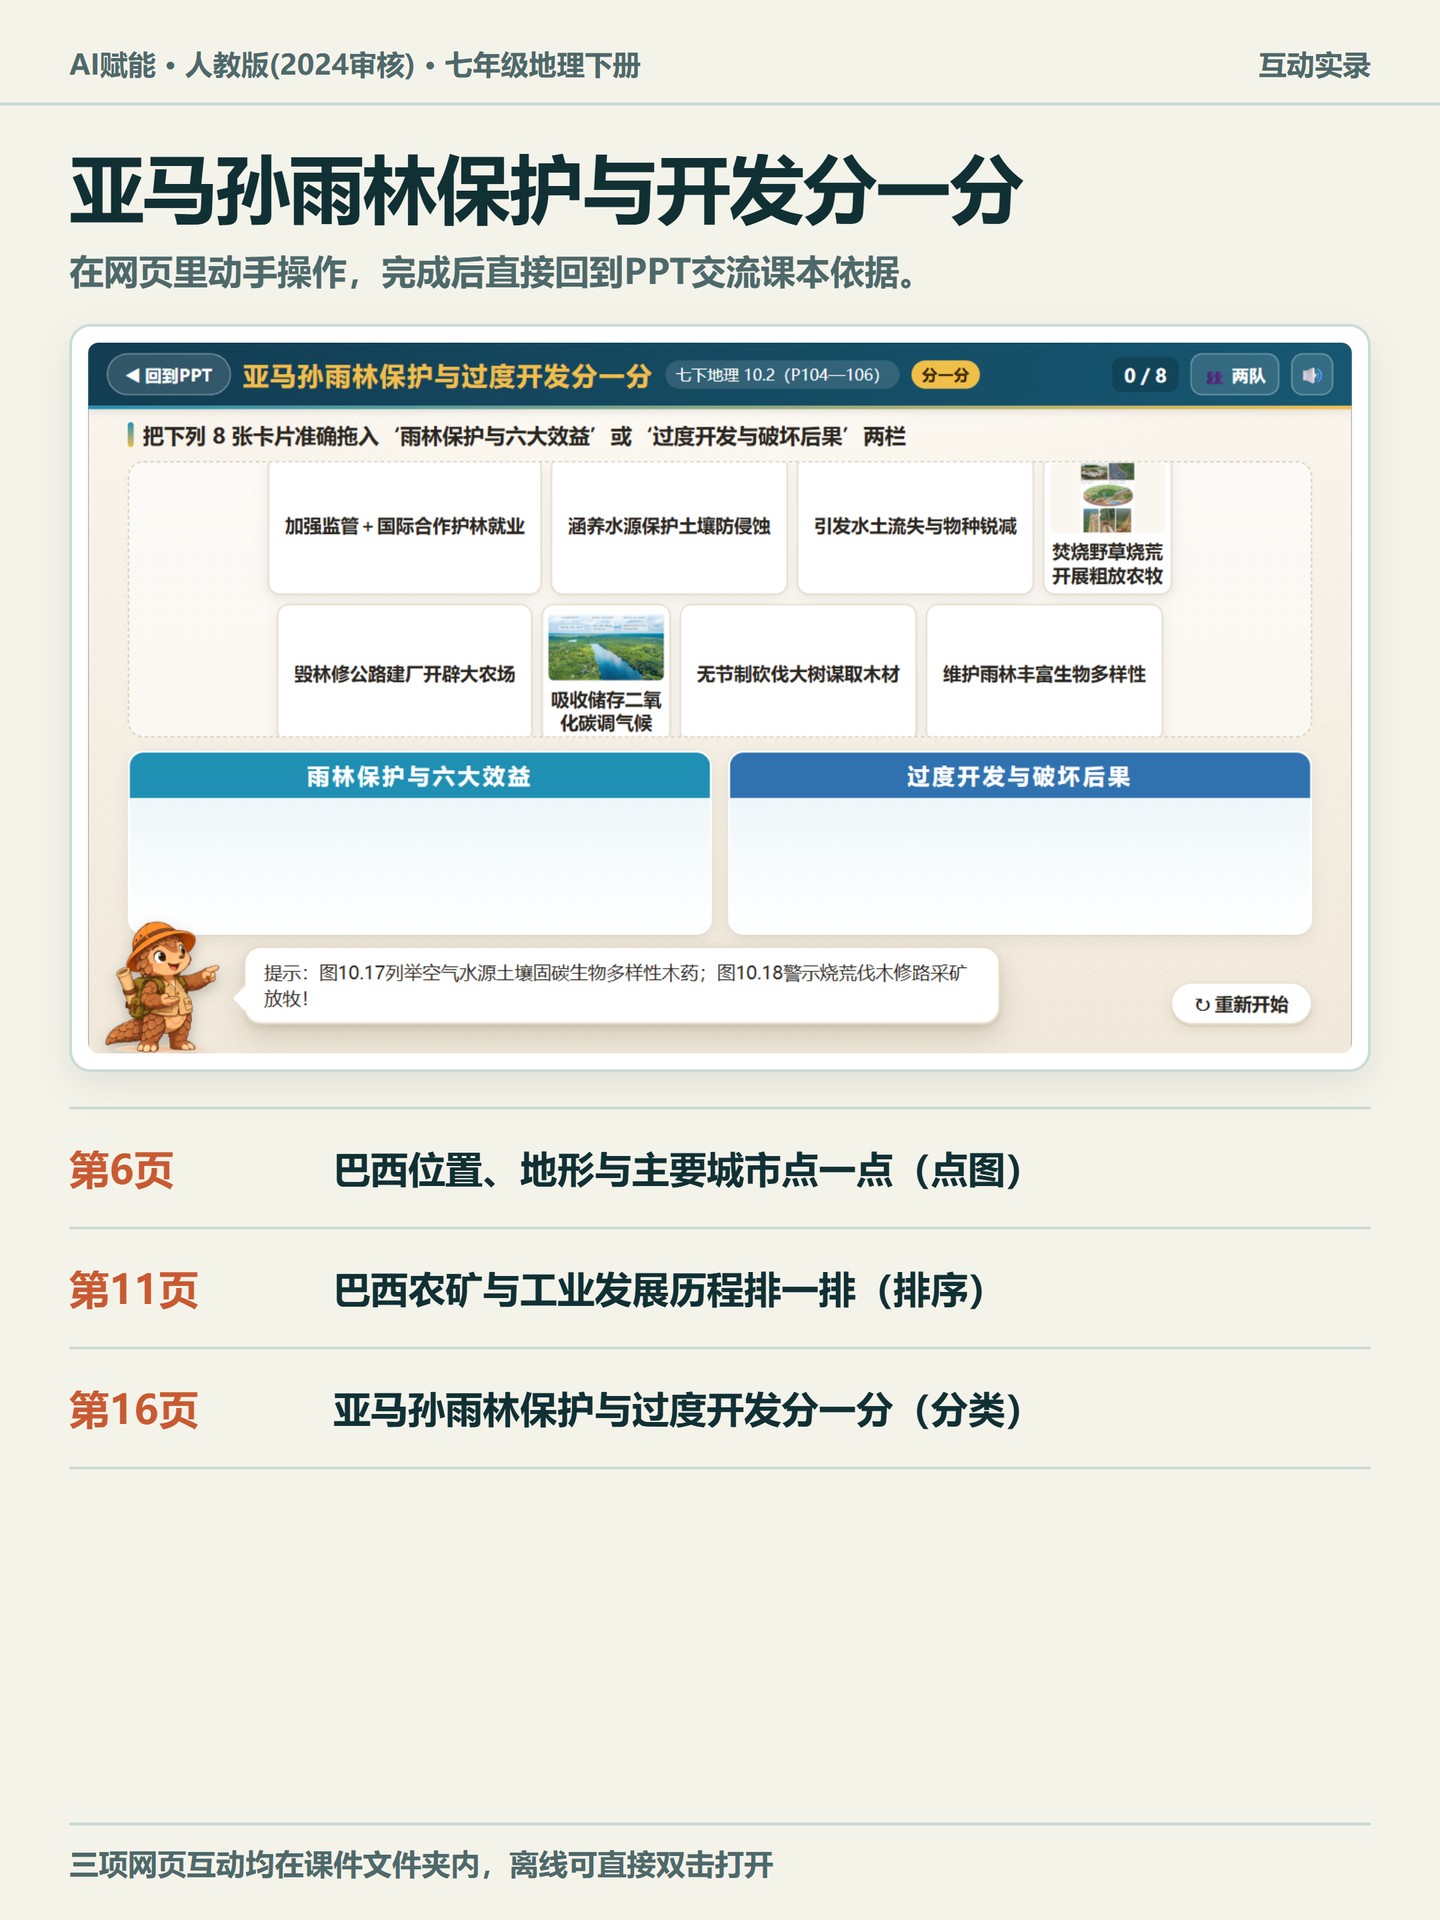 AI赋能 • 人教版(2024审核) • 七年级地理下册
互动实录
亚马孙雨林保护与开发分一分
在网页里动手操作，完成后直接回到PPT交流课本依据。
◀ 回到PPT
亚马孙雨林保护与过度开发分一分
七下地理 10.2（P104—106）
分一分
0 / 8
两队
把下列 8 张卡片准确拖入‘雨林保护与六大效益’或‘过度开发与破坏后果’两栏
加强监管＋国际合作护林就业
涵养水源保护土壤防侵蚀
引发水土流失与物种锐减
焚烧野草烧荒
开展粗放农牧
毁林修公路建厂开辟大农场
吸收储存二氧
化碳调气候
无节制砍伐大树谋取木材
维护雨林丰富生物多样性
雨林保护与六大效益
过度开发与破坏后果
提示：图10.17列举空气水源土壤固碳生物多样性木药；图10.18警示烧荒伐木修路采矿
放牧！
↻ 重新开始
第6页
巴西位置、地形与主要城市点一点（点图）
第11页
巴西农矿与工业发展历程排一排（排序）
第16页
亚马孙雨林保护与过度开发分一分（分类）
三项网页互动均在课件文件夹内，离线可直接双击打开